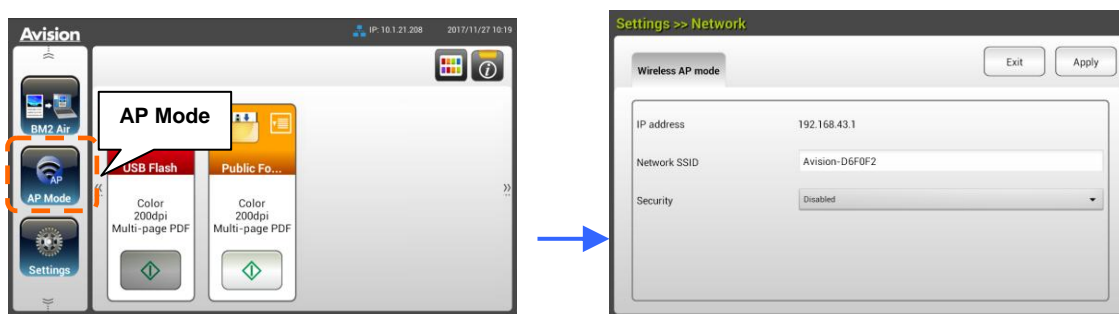 Avision
IP: 10.1.21.208
2017/11/27 10:19
BM2 Air
AP
AP Mode
Settings
AP Mode
USB Flash
Color
200dpi
Multi-page PDF
Public Fo...
Color
200dpi
Multi-page PDF
Settings >> Network
Wireless AP mode
Exit
Apply
IP address
192.168.43.1
Network SSID
Avision-D6F0F2
Security
Disabled